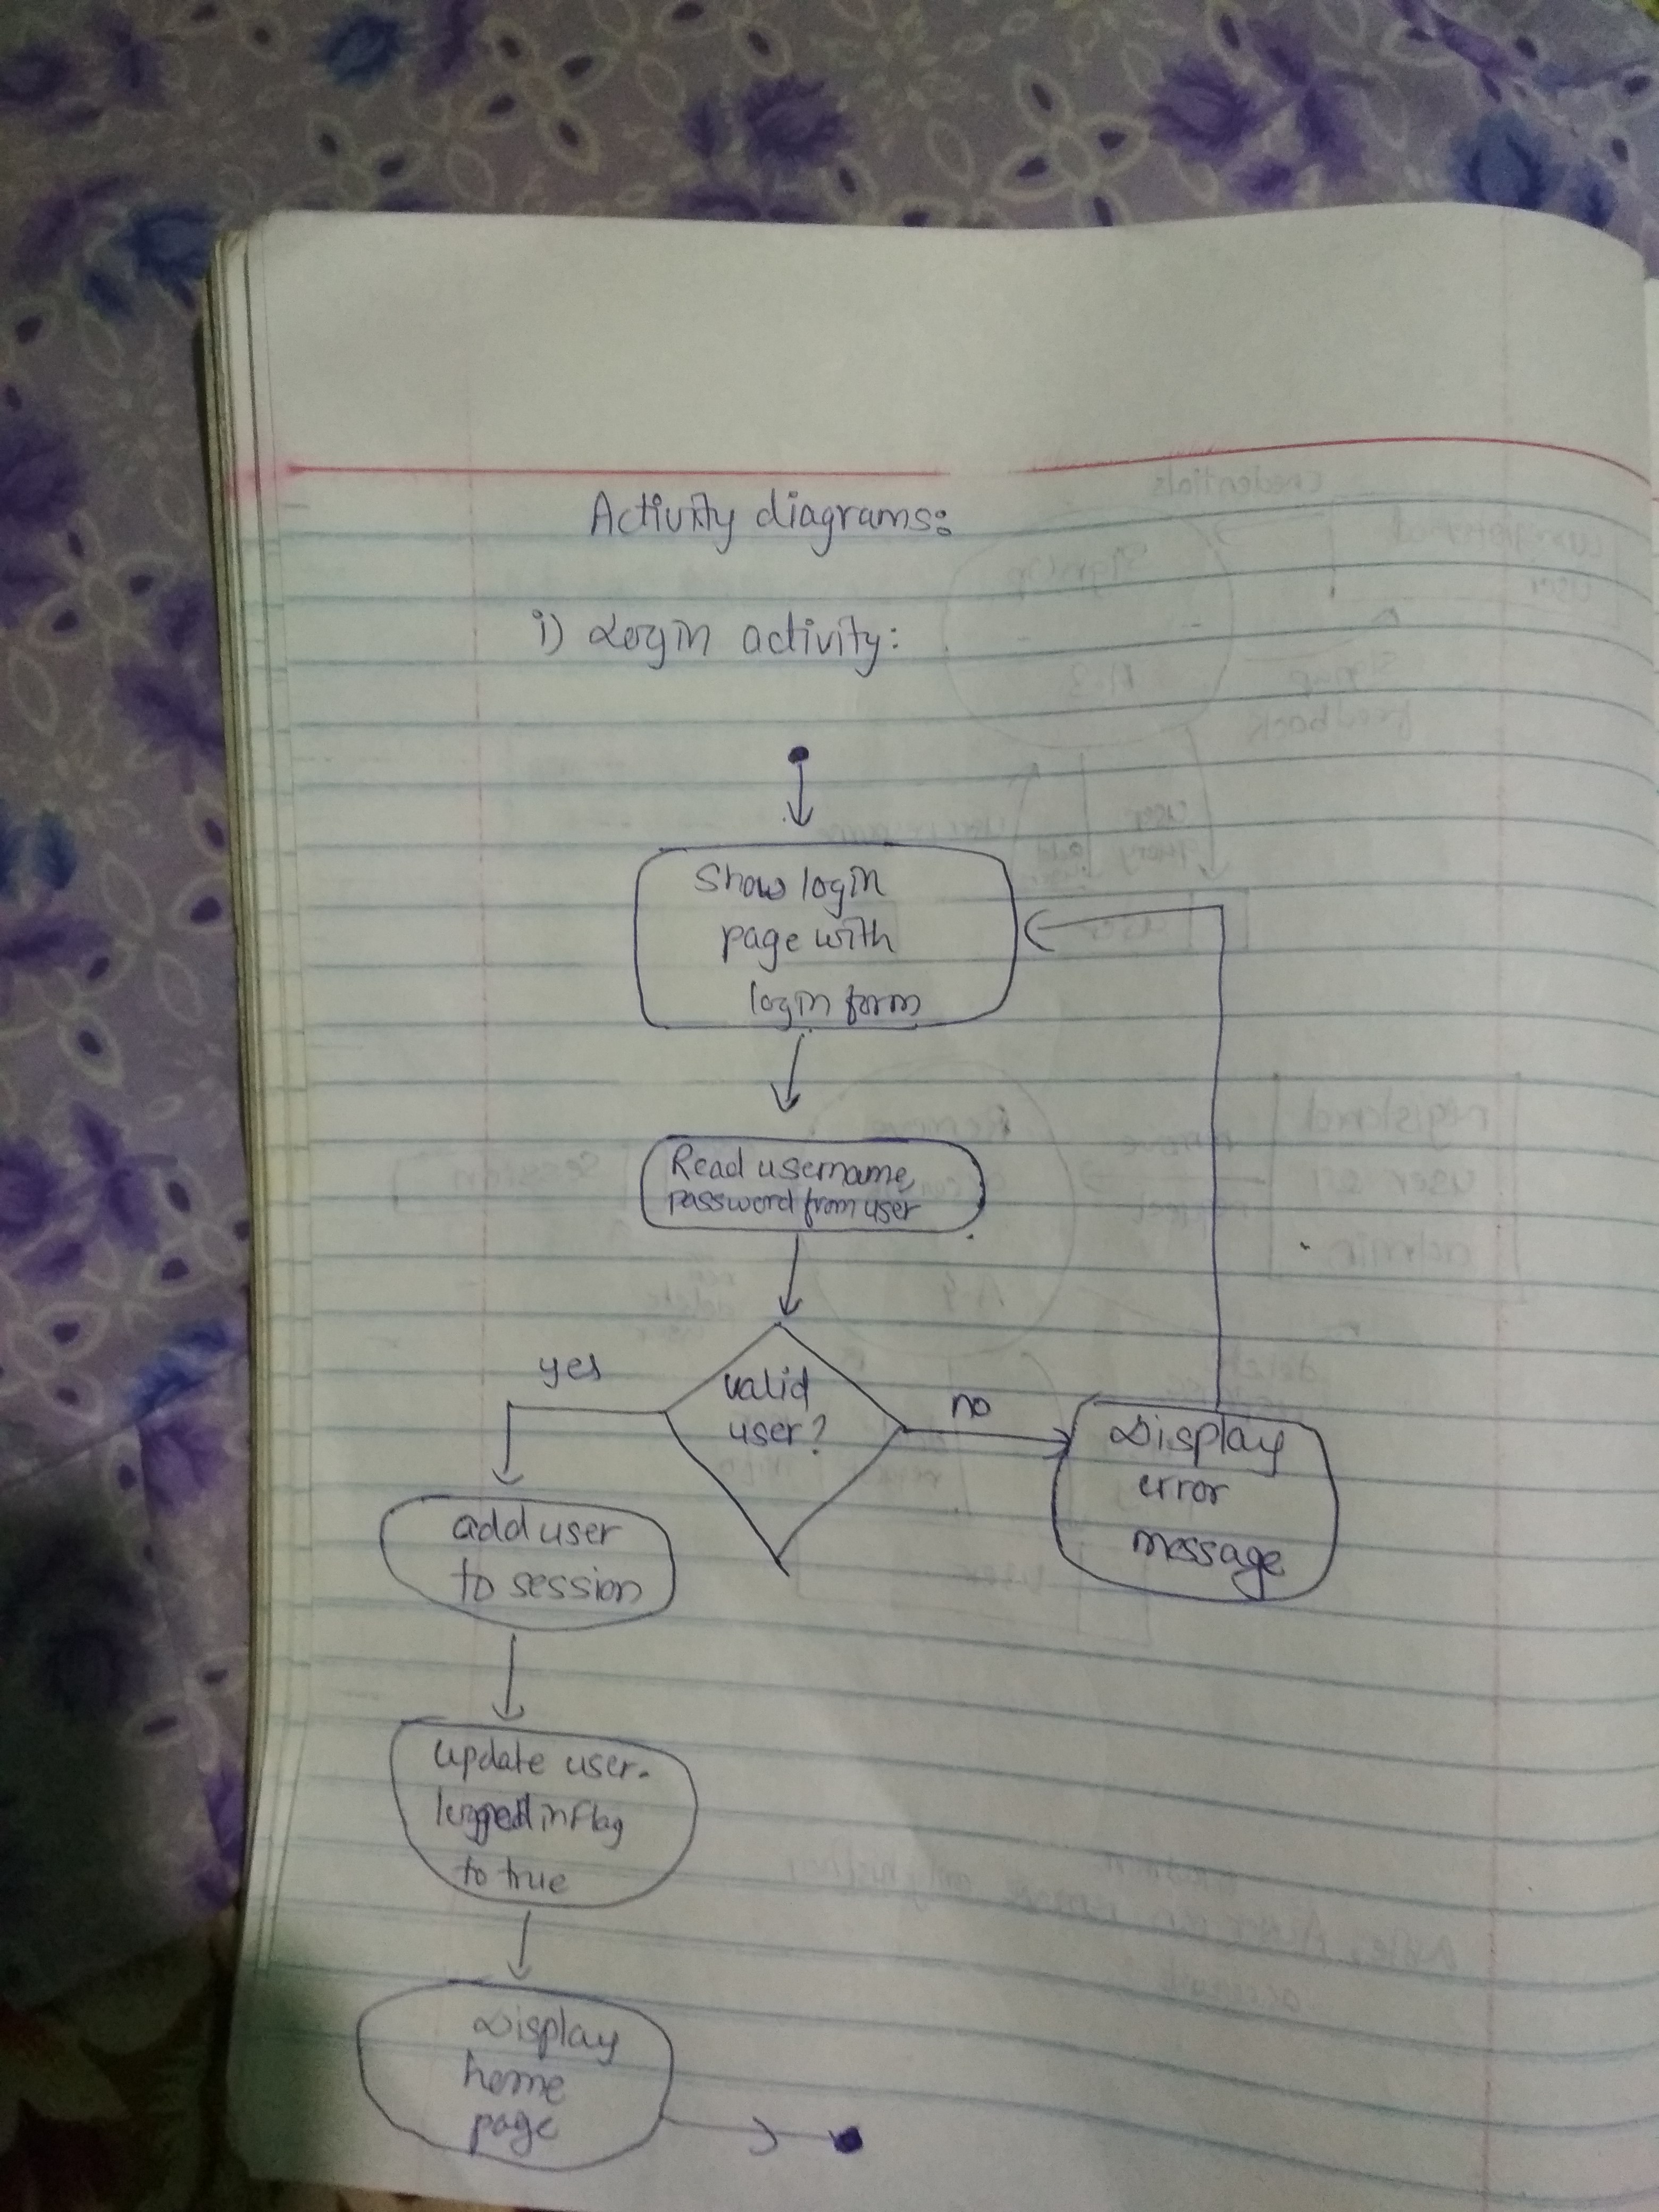 Activity diagrams:
i) Login activity:
Show login
page with
login form
Read username,
password from user
valid
user?
yes
no
Display
error
message
add user
to session
update user.
loggedinFlag
to true
Display
home
page